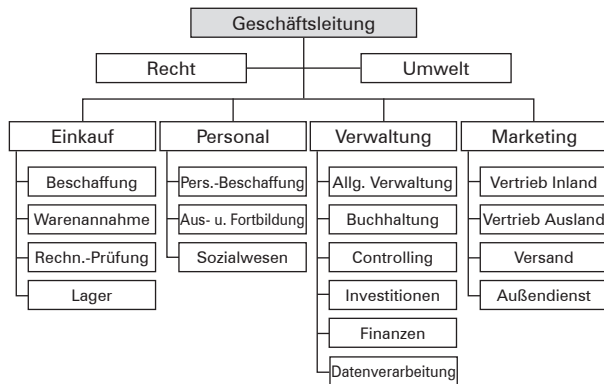 Geschäftsleitung
Recht
Umwelt
Einkauf
Personal
Verwaltung
Marketing
Beschaffung
Pers.-Beschaffung
Allg. Verwaltung
Vertrieb Inland
Warenannahme
Aus- u. Fortbildung
Buchhaltung
Vertrieb Ausland
Rechn.-Prüfung
Sozialwesen
Controlling
Versand
Lager
Investitionen
Außendienst
Finanzen
Datenverarbeitung